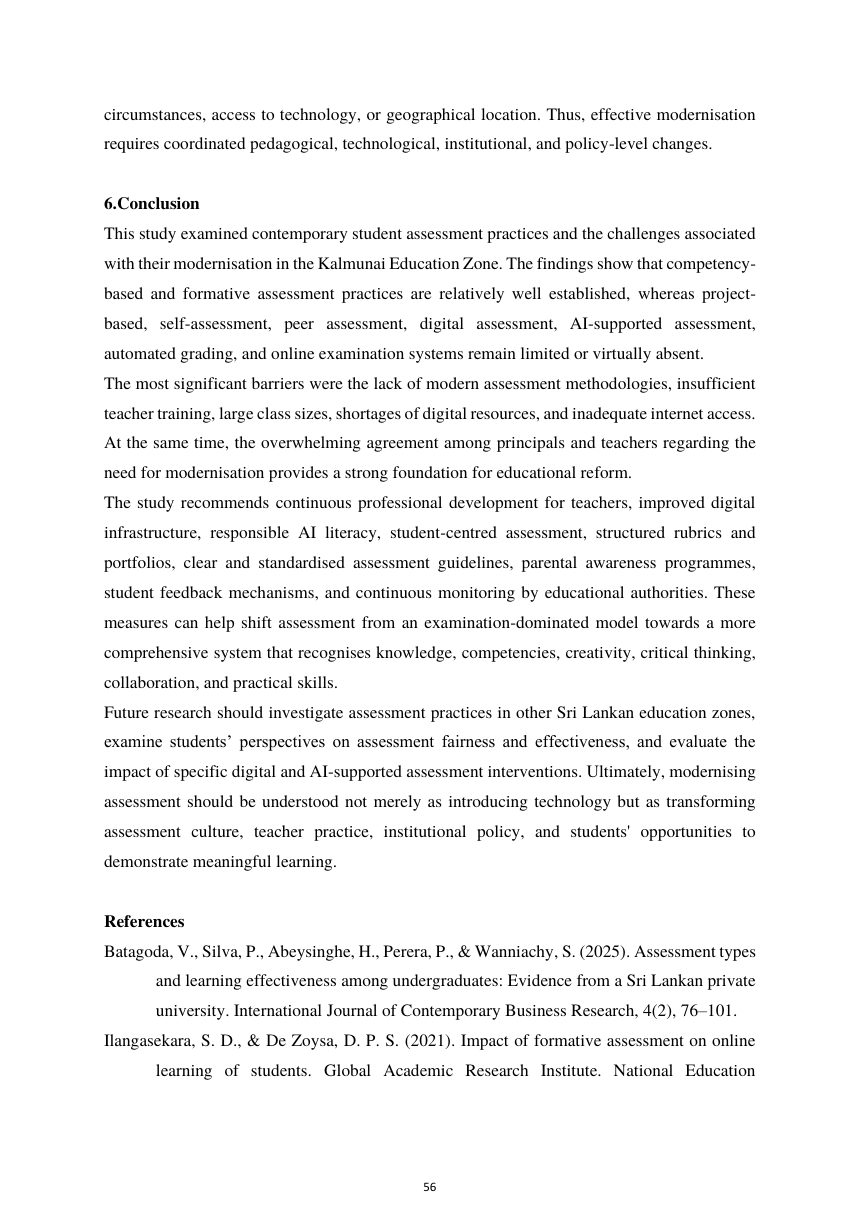 circumstances, access to technology, or geographical location. Thus, effective modernisation
requires coordinated pedagogical, technological, institutional, and policy-level changes.
6.Conclusion
This study examined contemporary student assessment practices and the challenges associated
with their modernisation in the Kalmunai Education Zone. The findings show that competency-
based and formative assessment practices are relatively well established, whereas project-
based, self-assessment, peer assessment, digital assessment, AI-supported assessment,
automated grading, and online examination systems remain limited or virtually absent.
The most significant barriers were the lack of modern assessment methodologies, insufficient
teacher training, large class sizes, shortages of digital resources, and inadequate internet access.
At the same time, the overwhelming agreement among principals and teachers regarding the
need for modernisation provides a strong foundation for educational reform.
The study recommends continuous professional development for teachers, improved digital
infrastructure, responsible AI literacy, student-centred assessment, structured rubrics and
portfolios, clear and standardised assessment guidelines, parental awareness programmes,
student feedback mechanisms, and continuous monitoring by educational authorities. These
measures can help shift assessment from an examination-dominated model towards a more
comprehensive system that recognises knowledge, competencies, creativity, critical thinking,
collaboration, and practical skills.
Future research should investigate assessment practices in other Sri Lankan education zones,
examine students’ perspectives on assessment fairness and effectiveness, and evaluate the
impact of specific digital and AI-supported assessment interventions. Ultimately, modernising
assessment should be understood not merely as introducing technology but as transforming
assessment culture, teacher practice, institutional policy, and students' opportunities to
demonstrate meaningful learning.
References
Batagoda, V., Silva, P., Abeysinghe, H., Perera, P., & Wanniachy, S. (2025). Assessment types
and learning effectiveness among undergraduates: Evidence from a Sri Lankan private
university. International Journal of Contemporary Business Research, 4(2), 76–101.
Ilangasekara, S. D., & De Zoysa, D. P. S. (2021). Impact of formative assessment on online
learning of students. Global Academic Research Institute. National Education
56